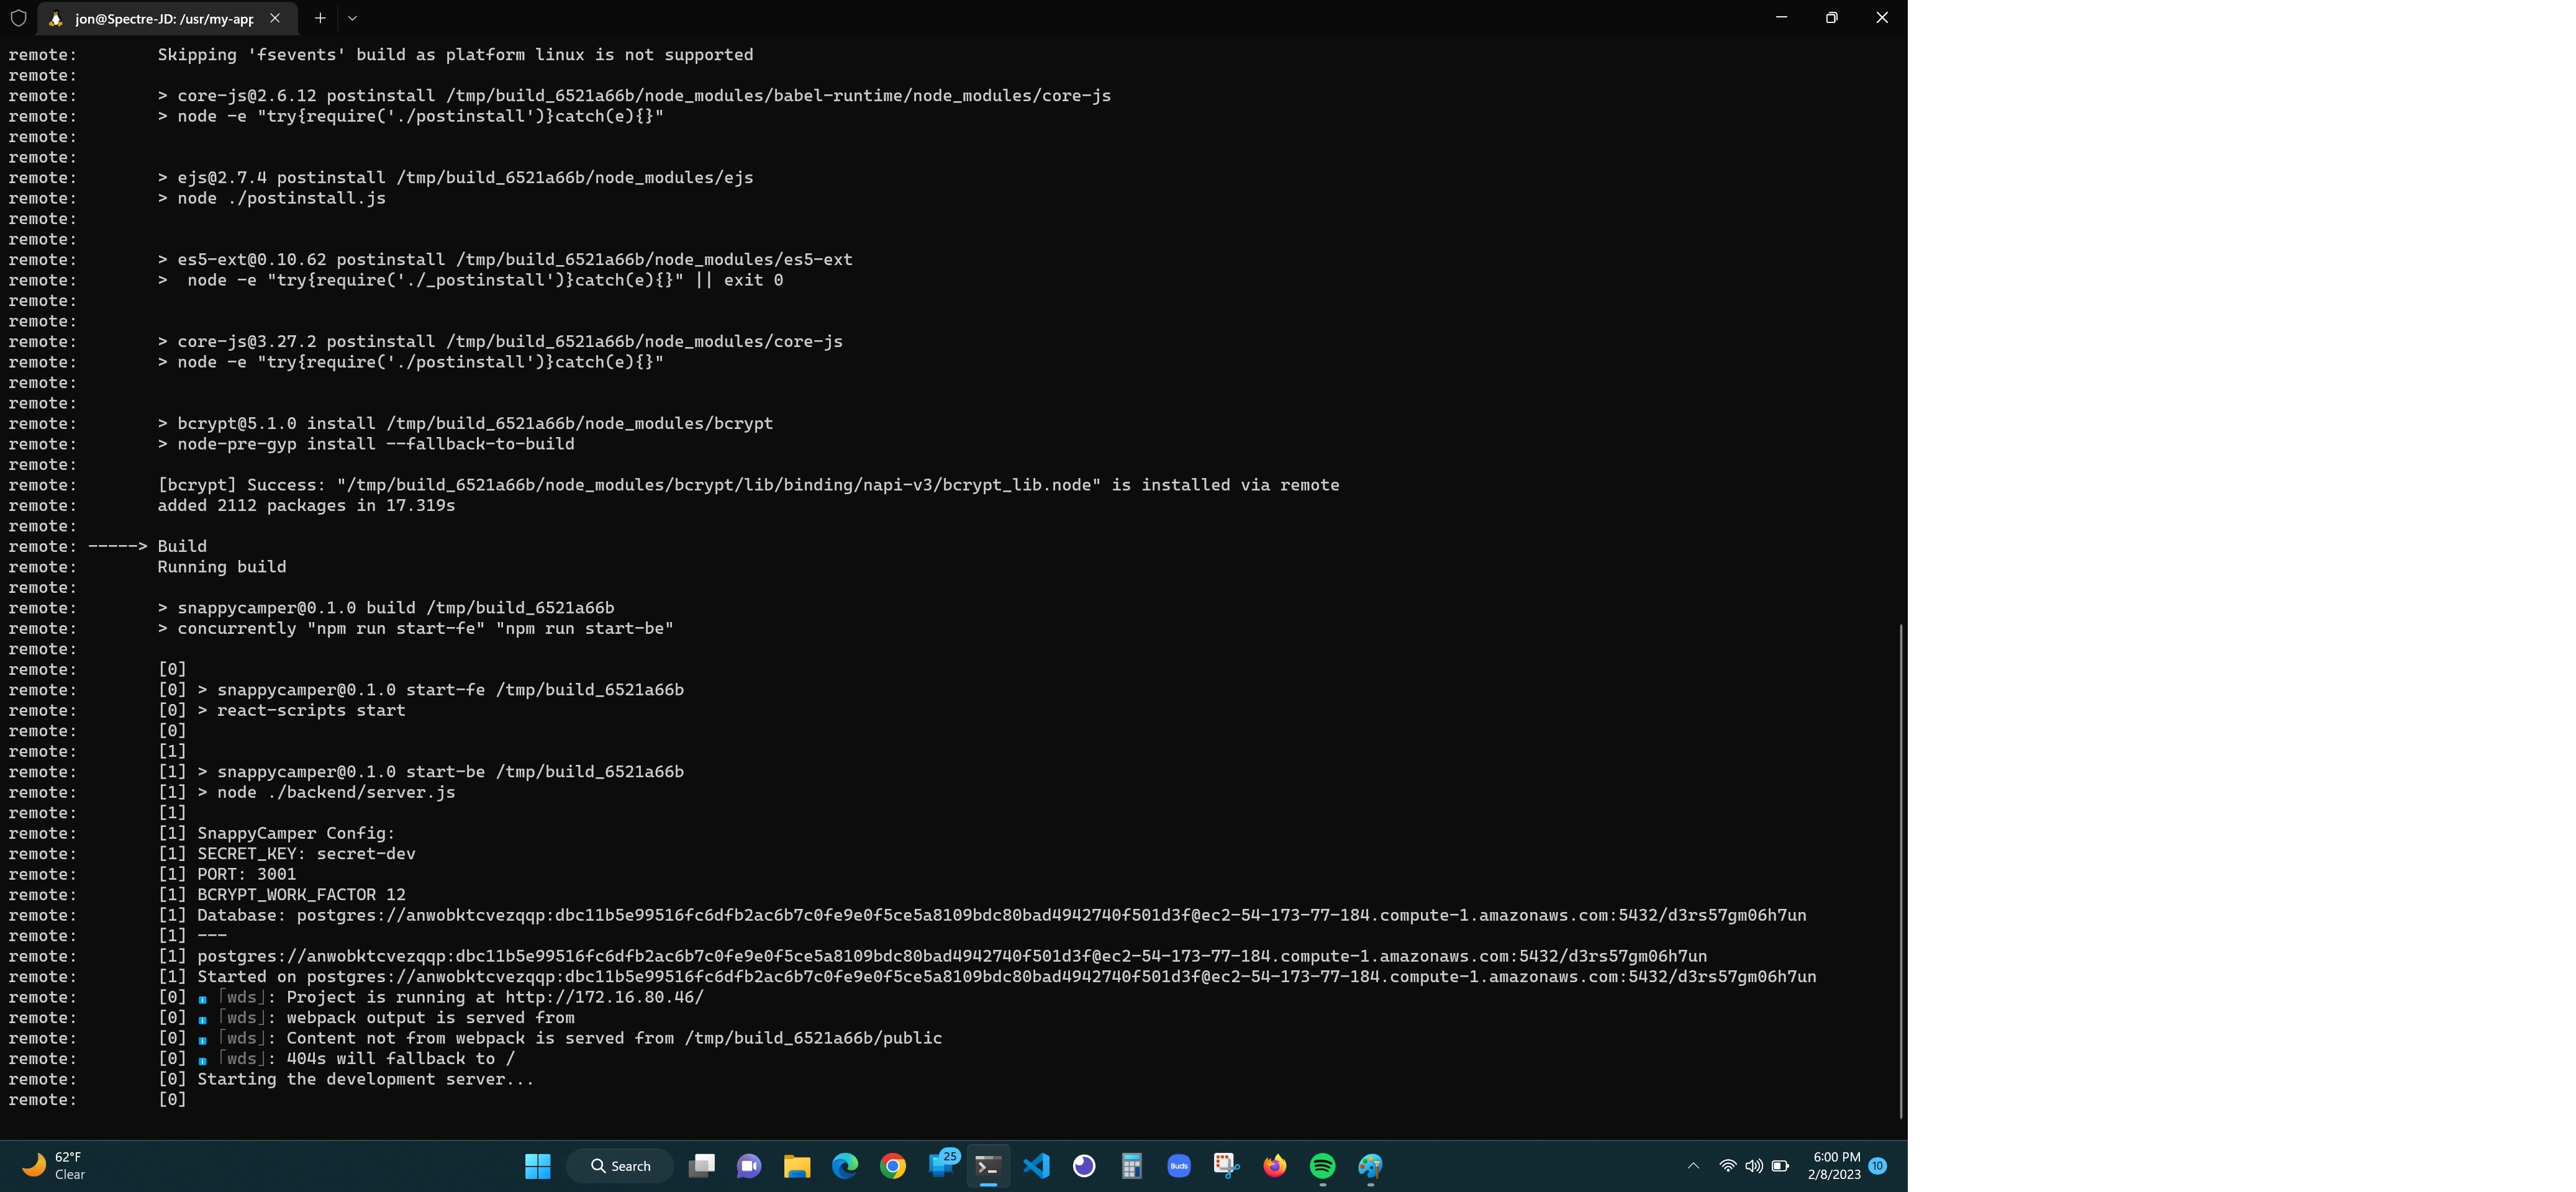 jon@Spectre-JD: /usr/my-app
remote: Skipping 'fsevents' build as platform linux is not supported
remote:
remote: > core-js@2.6.12 postinstall /tmp/build_6521a66b/node_modules/babel-runtime/node_modules/core-js
remote: > node -e "try{require('./postinstall')}catch(e){}"
remote:
remote:
remote: > ejs@2.7.4 postinstall /tmp/build_6521a66b/node_modules/ejs
remote: > node ./postinstall.js
remote:
remote:
remote: > es5-ext@0.10.62 postinstall /tmp/build_6521a66b/node_modules/es5-ext
remote: >  node -e "try{require('./_postinstall')}catch(e){}" || exit 0
remote:
remote:
remote: > core-js@3.27.2 postinstall /tmp/build_6521a66b/node_modules/core-js
remote: > node -e "try{require('./postinstall')}catch(e){}"
remote:
remote:
remote: > bcrypt@5.1.0 install /tmp/build_6521a66b/node_modules/bcrypt
remote: > node-pre-gyp install --fallback-to-build
remote:
remote: [bcrypt] Success: "/tmp/build_6521a66b/node_modules/bcrypt/lib/binding/napi-v3/bcrypt_lib.node" is installed via remote
remote: added 2112 packages in 17.319s
remote:
remote: -----> Build
remote: Running build
remote:
remote: > snappycamper@0.1.0 build /tmp/build_6521a66b
remote: > concurrently "npm run start-fe" "npm run start-be"
remote:
remote: [0]
remote: [0] > snappycamper@0.1.0 start-fe /tmp/build_6521a66b
remote: [0] > react-scripts start
remote: [0]
remote: [1]
remote: [1] > snappycamper@0.1.0 start-be /tmp/build_6521a66b
remote: [1] > node ./backend/server.js
remote: [1]
remote: [1] SnappyCamper Config:
remote: [1] SECRET_KEY: secret-dev
remote: [1] PORT: 3001
remote: [1] BCRYPT_WORK_FACTOR 12
remote: [1] Database: postgres://anwobktcvezqqp:dbc11b5e99516fc6dfb2ac6b7c0fe9e0f5ce5a8109bdc80bad4942740f501d3f@ec2-54-173-77-184.compute-1.amazonaws.com:5432/d3rs57gm06h7un
remote: [1] ---
remote: [1] postgres://anwobktcvezqqp:dbc11b5e99516fc6dfb2ac6b7c0fe9e0f5ce5a8109bdc80bad4942740f501d3f@ec2-54-173-77-184.compute-1.amazonaws.com:5432/d3rs57gm06h7un
remote: [1] Started on postgres://anwobktcvezqqp:dbc11b5e99516fc6dfb2ac6b7c0fe9e0f5ce5a8109bdc80bad4942740f501d3f@ec2-54-173-77-184.compute-1.amazonaws.com:5432/d3rs57gm06h7un
remote: [0] ℹ ｢wds｣: Project is running at http://172.16.80.46/
remote: [0] ℹ ｢wds｣: webpack output is served from
remote: [0] ℹ ｢wds｣: Content not from webpack is served from /tmp/build_6521a66b/public
remote: [0] ℹ ｢wds｣: 404s will fallback to /
remote: [0] Starting the development server...
remote: [0]
62°F
Clear
Search
25
Buds
6:00 PM
2/8/2023
10